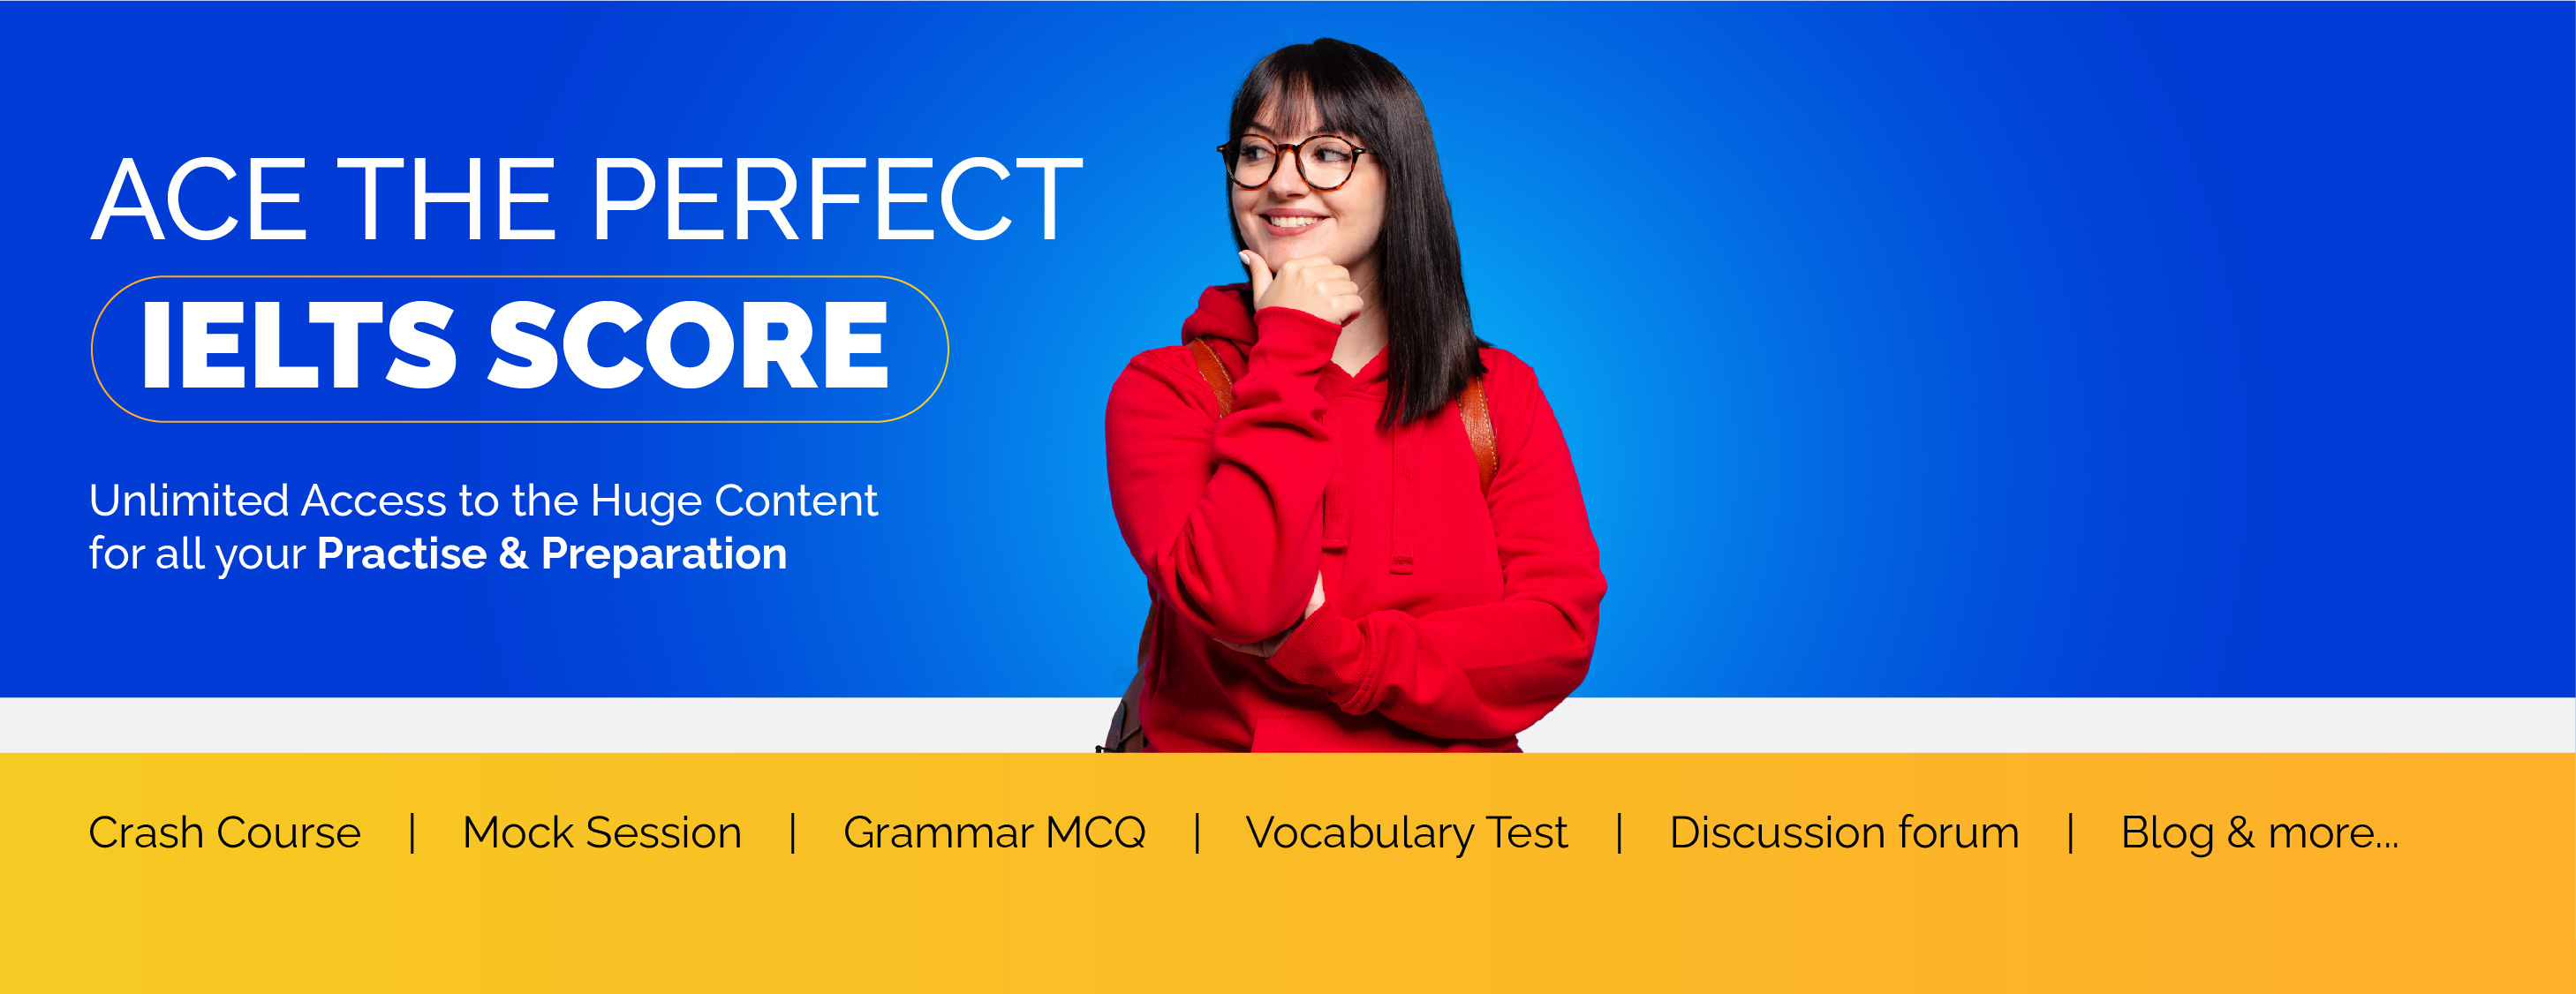 ACE THE PERFECT
IELTS SCORE
Unlimited Access to the Huge Content
for all your Practise & Preparation
Crash Course | Mock Session | Grammar MCQ | Vocabulary Test | Discussion forum | Blog & more...